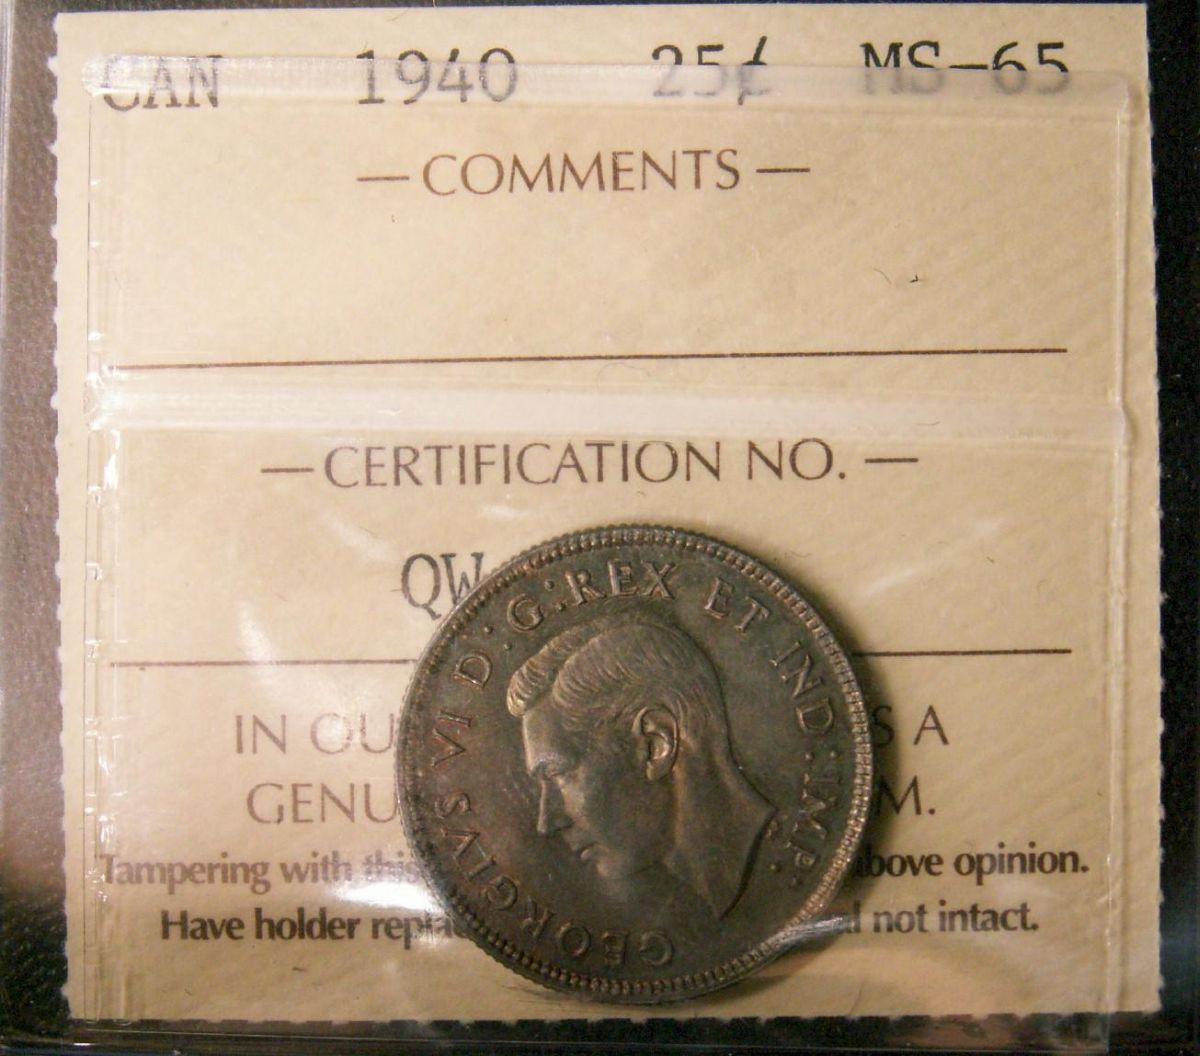 CAN 1940 25¢ MS-65
— COMMENTS —
— CERTIFICATION NO. —
QW
IN OU S A
GENU M.
Tampering with this bove opinion.
Have holder repla l not intact.
GEORGIVS VI D:G:REX ET IND:IMP: